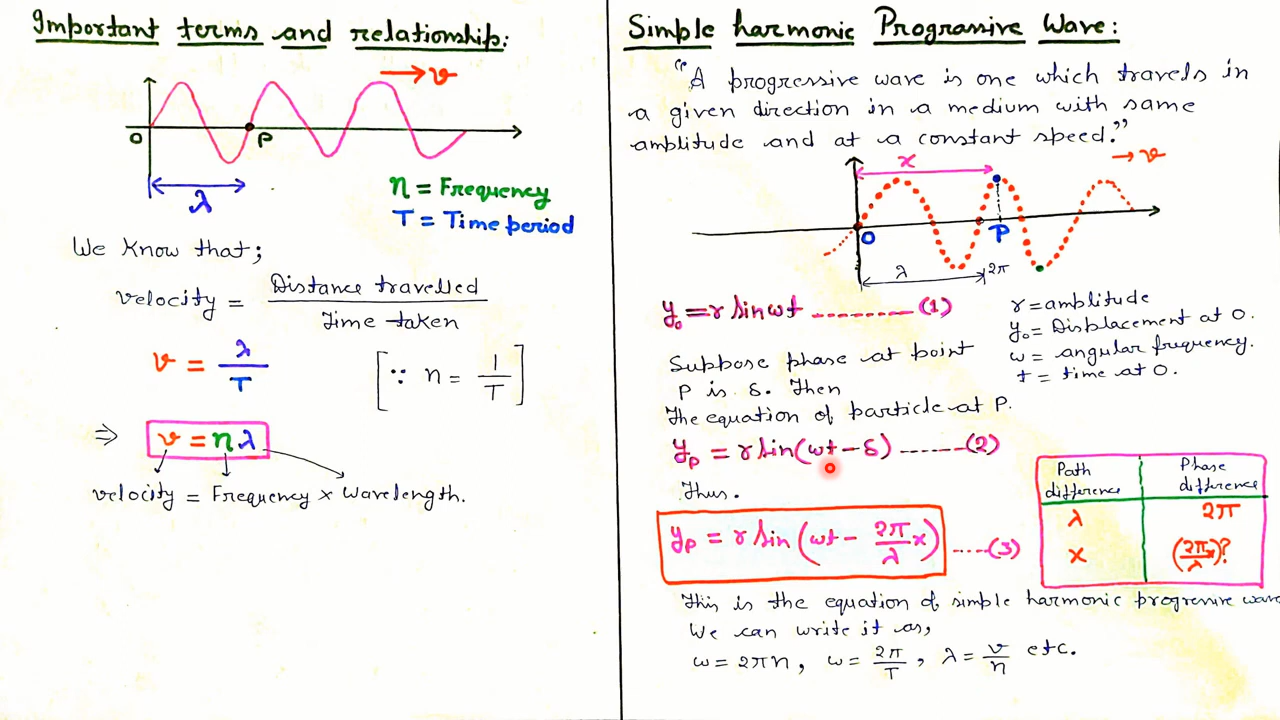 Important terms and relationship:
→ v
O
P
λ
n = Frequency
T = Time period
We know that;
velocity = Distance travelled / Time taken
v = λ / T [∵ n = 1/T]
⇒ v = nλ
velocity = Frequency × Wavelength.
Simple harmonic Progressive Wave:
"A progressive wave is one which travels in
a given direction in a medium with same
amplitude and at a constant speed."
x
→ v
O
P
λ
2π
y₀ = r sin ωt ---------- (1)
r = amplitude
y₀ = Displacement at O.
ω = angular frequency.
t = time at O.
Suppose phase at point
P is δ. Then
The equation of particle at P.
yₚ = r sin(ωt − δ) ------- (2)
Thus.
yₚ = r sin(ωt − 2π/λ x) ----(3)
Path difference
Phase difference
λ 2π
x (2π/λ x)?
This is the equation of simple harmonic progressive wave
We can write it as,
ω = 2πn, ω = 2π/T, λ = v/n etc.